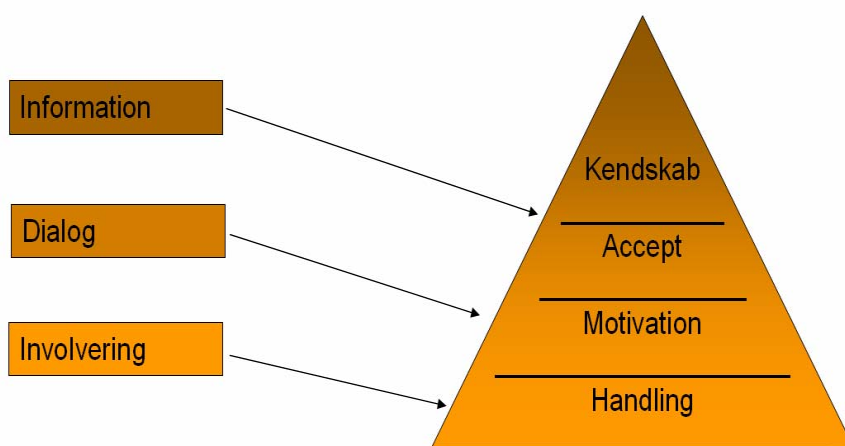 Information
Dialog
Involvering
Kendskab
Accept
Motivation
Handling